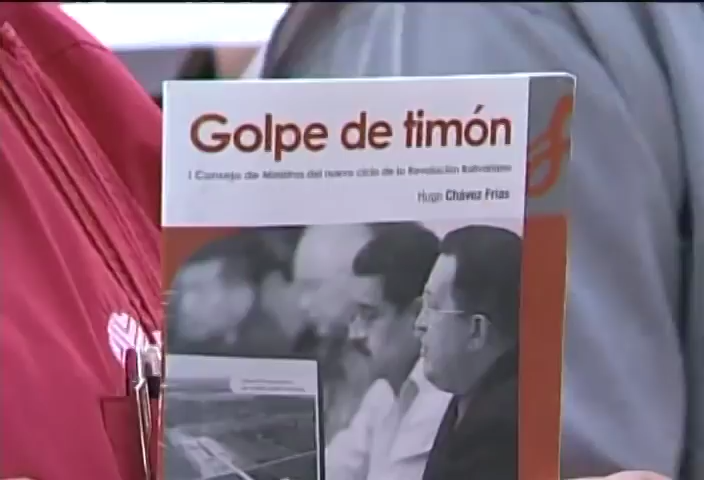 Golpe de timón
I Consejo de Ministros del nuevo ciclo de la Revolución Bolivariana
Hugo Chávez Frías